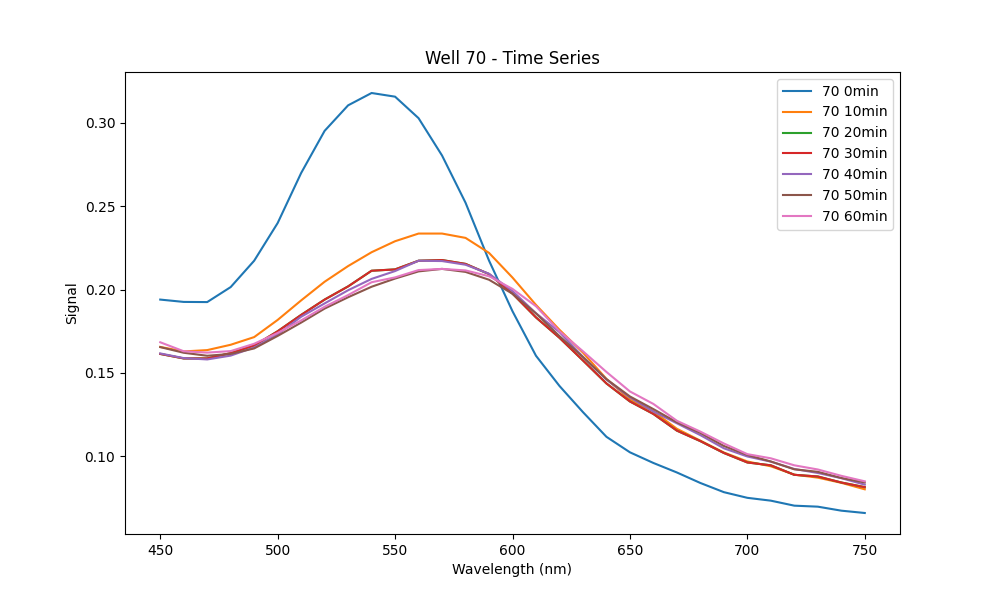 Well 70 - Time Series
70 0min
70 10min
70 20min
70 30min
70 40min
70 50min
70 60min
Signal
0.30
0.25
0.20
0.15
0.10
450 500 550 600 650 700 750
Wavelength (nm)